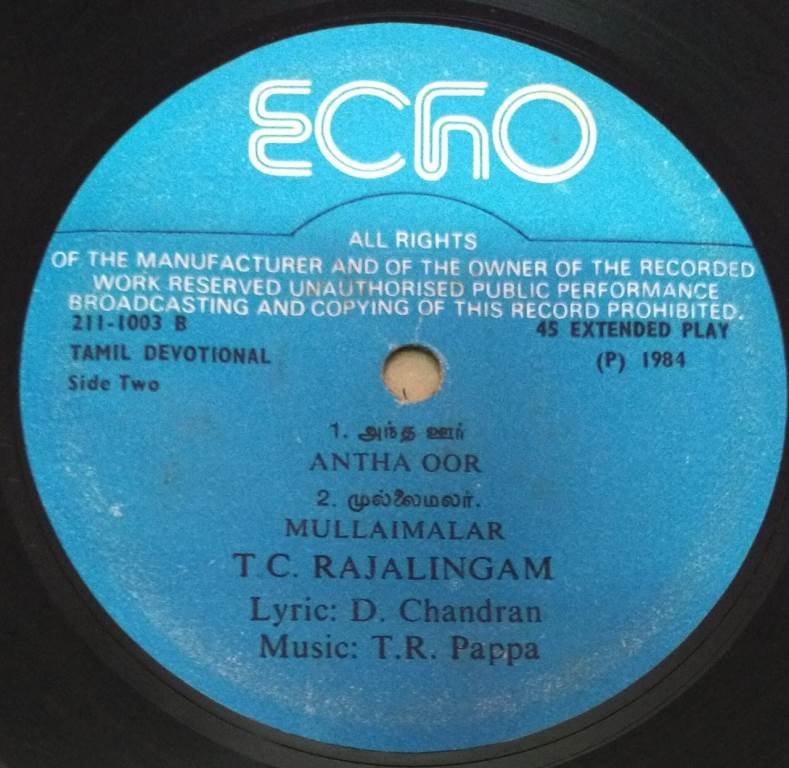 ECHO
ALL RIGHTS
OF THE MANUFACTURER AND OF THE OWNER OF THE RECORDED
WORK RESERVED UNAUTHORISED PUBLIC PERFORMANCE
BROADCASTING AND COPYING OF THIS RECORD PROHIBITED.
211-1003 B
45 EXTENDED PLAY
TAMIL DEVOTIONAL
(P) 1984
Side Two
1. அந்த ஊர்
ANTHA OOR
2. முல்லைமலர்.
MULLAIMALAR
T.C. RAJALINGAM
Lyric: D. Chandran
Music: T.R. Pappa